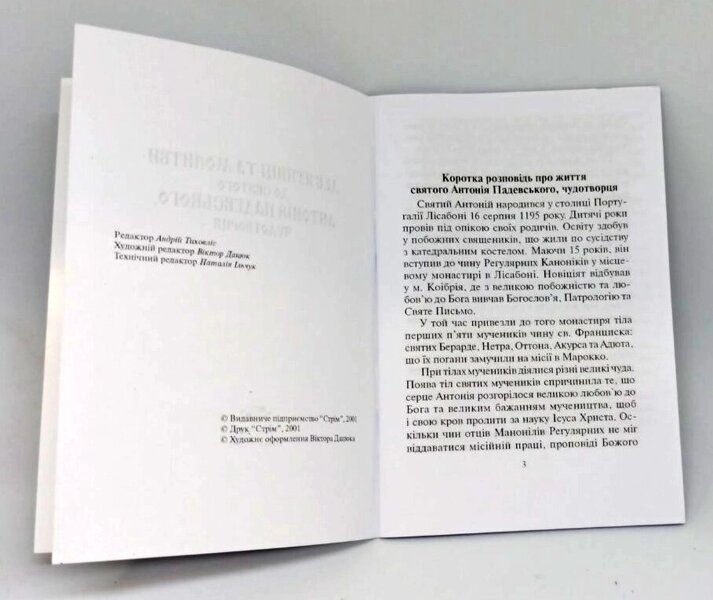 Редактор Андрій Тиховліс
Художній редактор Віктор Дацюк
Технічний редактор Наталія Ільчук
© Видавниче підприємство "Стрім", 2001
© Друк "Стрім", 2001
© Художнє оформлення Віктора Дацюка
Коротка розповідь про життя
святого Антонія Падевського, чудотворця
Святий Антоній народився у столиці Порту-
галії Лісабоні 16 серпня 1195 року. Дитячі роки
провів під опікою своїх родичів. Освіту здобув
у побожних священиків, що жили по сусідству
з катедральним костелом. Маючи 15 років, він
вступив до чину Регулярних Каноніків у місце-
вому монастирі в Лісабоні. Новіціят відбував
у м. Коїбрія, де з великою побожністю та лю-
бов'ю до Бога вивчав Богослов'я, Патрологію та
Святе Письмо.
У той час привезли до того монастиря тіла
перших п'яти мучеників чину св. Франциска:
святих Берарде, Нетра, Оттона, Акурса та Адюта,
що їх погани замучили на місії в Марокко.
При тілах мучеників діялися різні великі чуда.
Поява тіл святих мучеників спричинила те, що
серце Антонія розгорілося великою любов'ю до
Бога та великим бажанням мучеництва, щоб
і свою кров пролити за науку Ісуса Христа. Ос-
кільки чин отців Манонілів Регулярних не міг
віддаватися місійній праці, проповіді Божого
3